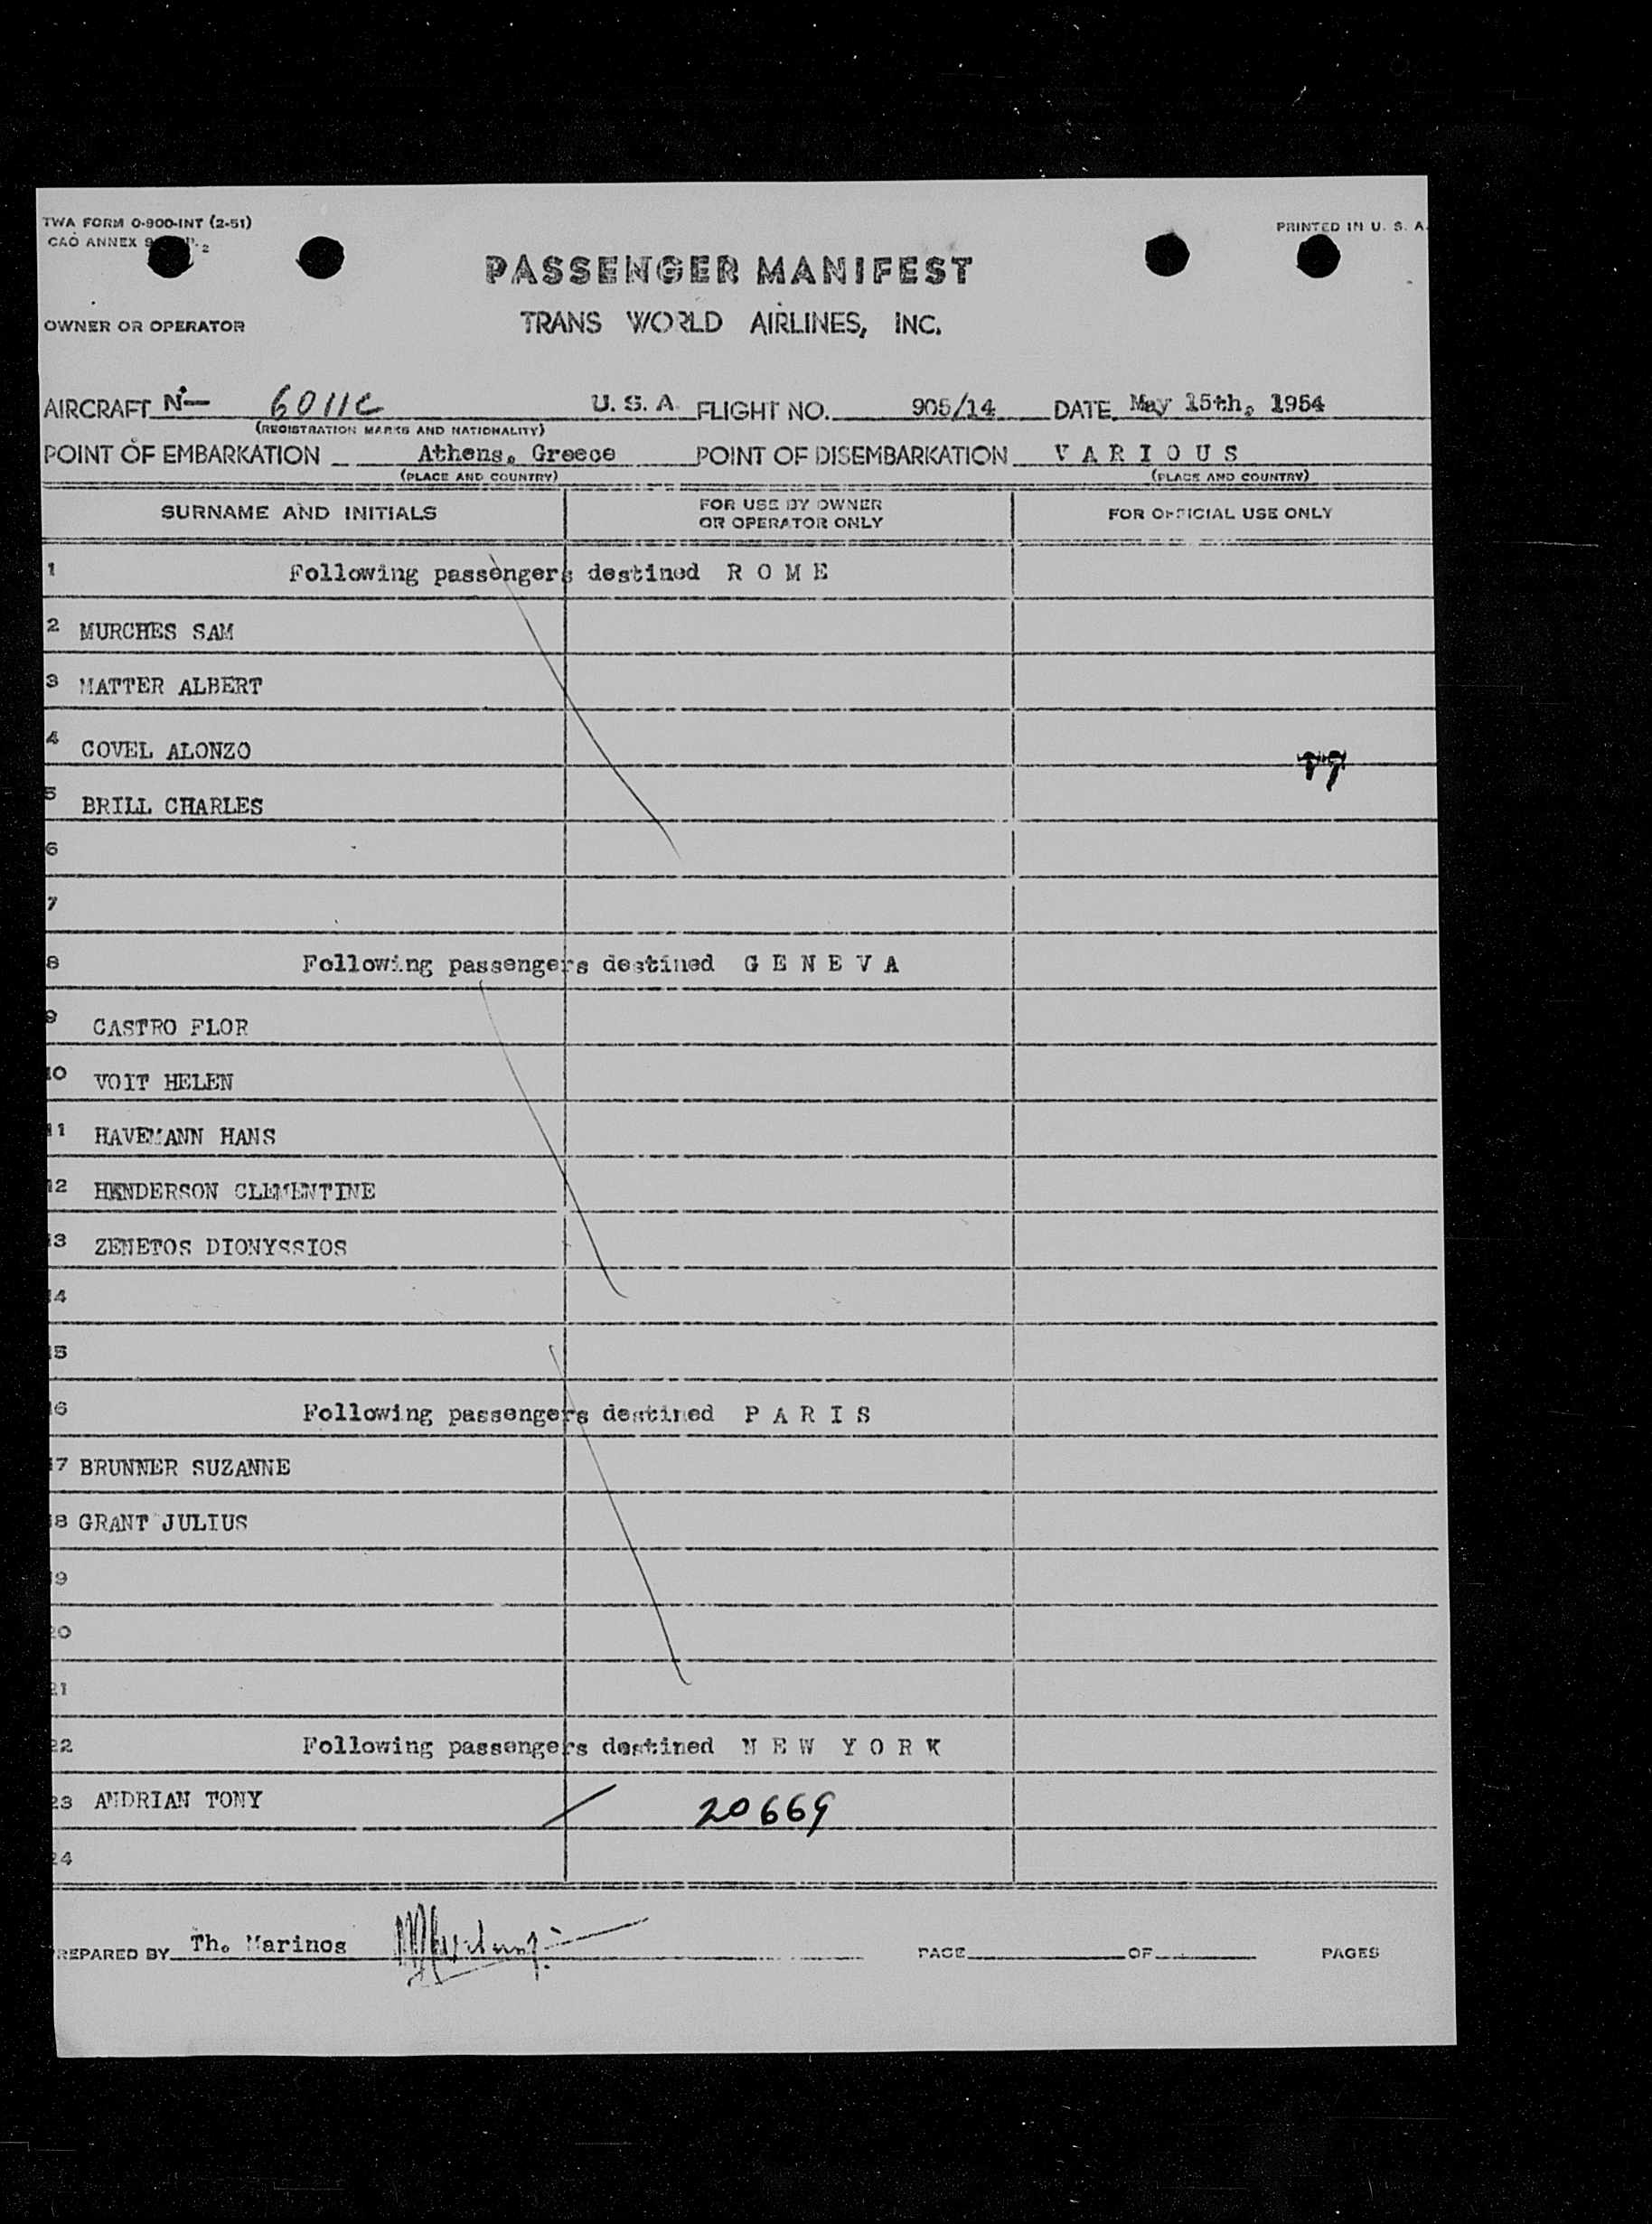 TWA FORM O-900-INT (2-51)
CAO ANNEX 9
PRINTED IN U. S. A.
PASSENGER MANIFEST
OWNER OR OPERATOR TRANS WORLD AIRLINES, INC.
AIRCRAFT N- 6011C U. S. A FLIGHT NO. 905/14 DATE May 15th, 1954
(REGISTRATION MARKS AND NATIONALITY)
POINT OF EMBARKATION Athens, Greece POINT OF DISEMBARKATION V A R I O U S
(PLACE AND COUNTRY) (PLACE AND COUNTRY)
SURNAME AND INITIALS FOR USE BY OWNER OR OPERATOR ONLY FOR OFFICIAL USE ONLY
1 Following passengers destined R O M E
2 MURCHES SAM
3 MATTER ALBERT
4 COVEL ALONZO
5 BRILL CHARLES
6
7
8 Following passengers destined G E N E V A
9 CASTRO FLOR
10 VOIT HELEN
11 HAVEMANN HANS
12 HENDERSON CLEMENTINE
13 ZEMETOS DIONYSSIOS
14
15
16 Following passengers destined P A R I S
17 BRUNNER SUZANNE
18 GRANT JULIUS
19
20
21
22 Following passengers destined N E W Y O R K
23 ANDRIAN TONY 20669
24
PREPARED BY Th. Marinos PAGE OF PAGES